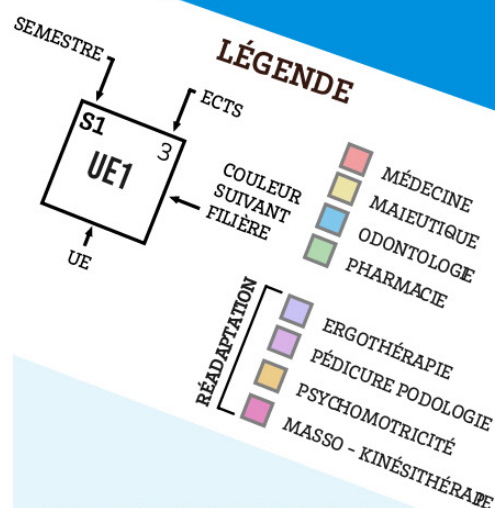 LÉGENDE
SEMESTRE
ECTS
S1
3
UE1
COULEUR
SUIVANT
FILIÈRE
UE
MÉDECINE
MAIEUTIQUE
ODONTOLOGIE
PHARMACIE
RÉADAPTATION
ERGOTHÉRAPIE
PÉDICURE PODOLOGIE
PSYCHOMOTRICITÉ
MASSO - KINÉSITHÉRAPIE